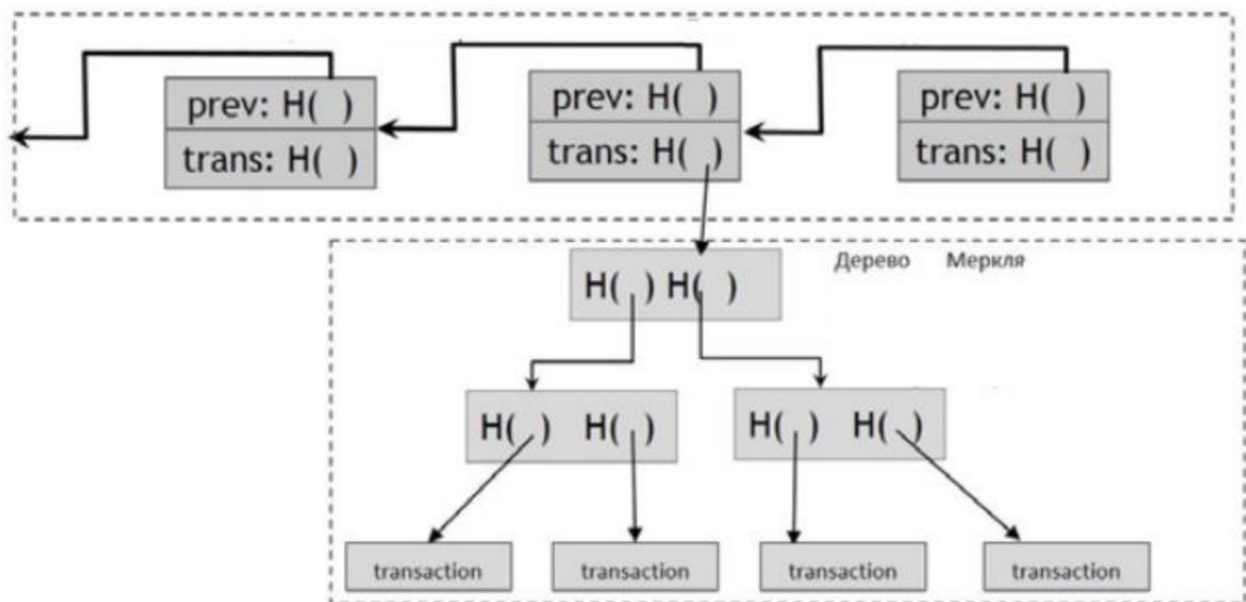 prev: H( )
trans: H( )
prev: H( )
trans: H( )
prev: H( )
trans: H( )
Дерево Меркля
H( ) H( )
H( ) H( )
H( ) H( )
transaction
transaction
transaction
transaction